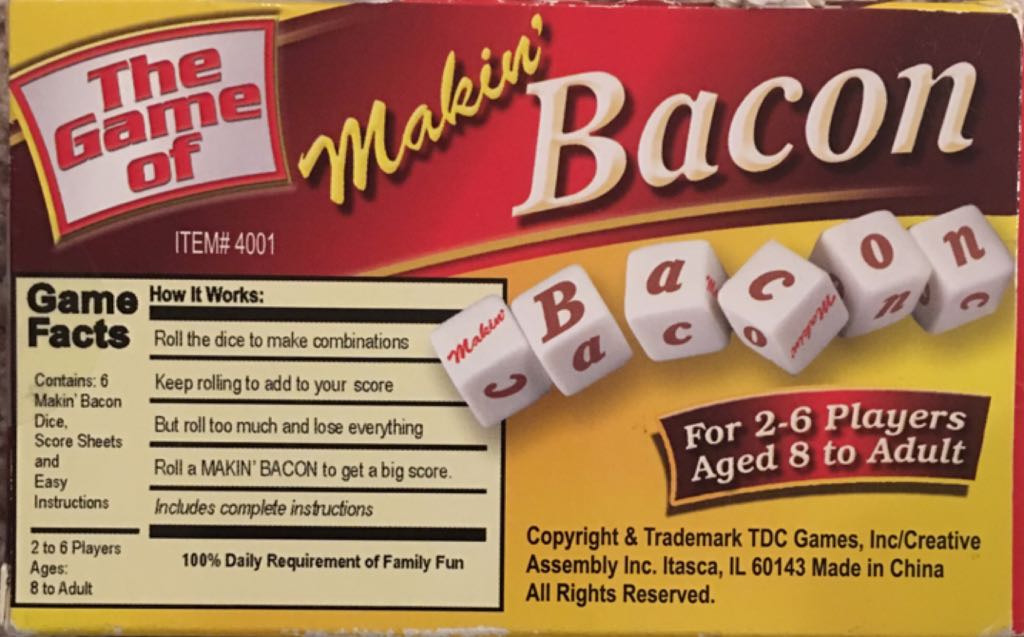 The
Game
of
Makin'
Bacon
ITEM# 4001
Game
Facts
Contains: 6
Makin' Bacon
Dice,
Score Sheets
and
Easy
Instructions
2 to 6 Players
Ages:
8 to Adult
How It Works:
Roll the dice to make combinations
Keep rolling to add to your score
But roll too much and lose everything
Roll a MAKIN' BACON to get a big score.
Includes complete instructions
100% Daily Requirement of Family Fun
Makin' B a c o n
c a c o Makin' n c
For 2-6 Players
Aged 8 to Adult
Copyright & Trademark TDC Games, Inc/Creative
Assembly Inc. Itasca, IL 60143 Made in China
All Rights Reserved.